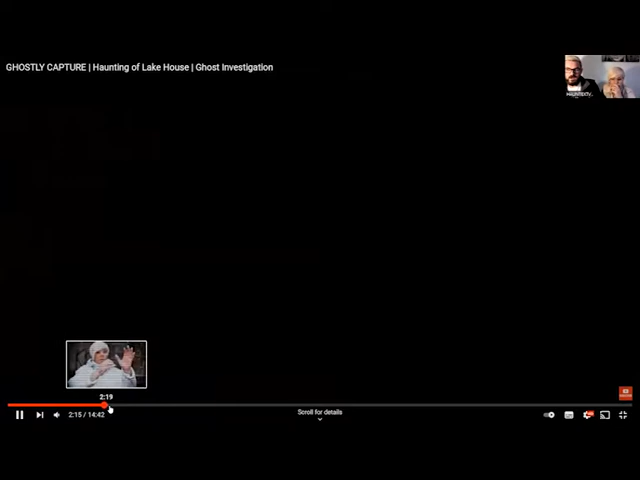 GHOSTLY CAPTURE | Haunting of Lake House | Ghost Investigation
2:19
2:15 / 14:42
Scroll for details